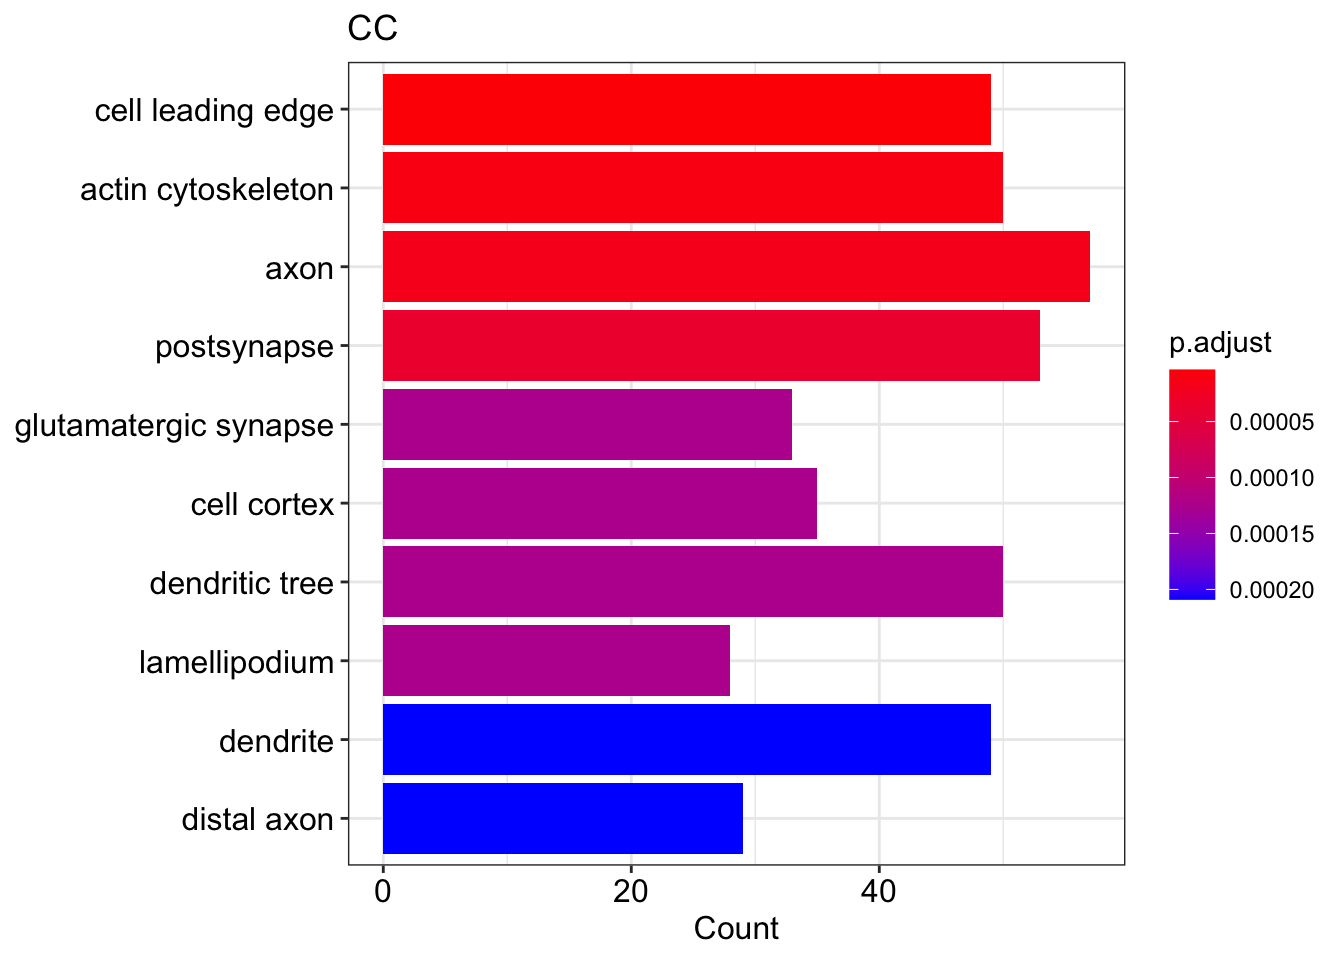 CC
cell leading edge
actin cytoskeleton
axon
postsynapse
glutamatergic synapse
cell cortex
dendritic tree
lamellipodium
dendrite
distal axon
0 20 40
Count
p.adjust
0.00005
0.00010
0.00015
0.00020